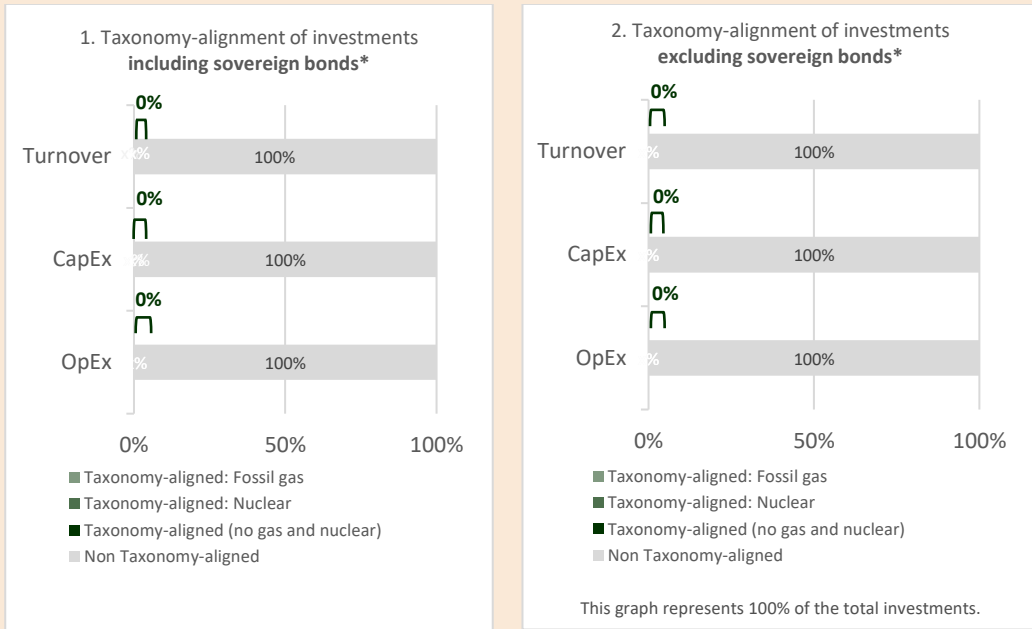 1. Taxonomy-alignment of investments
including sovereign bonds*
0%
Turnover
100%
0%
CapEx
100%
0%
OpEx
100%
0%
50%
100%
Taxonomy-aligned: Fossil gas
Taxonomy-aligned: Nuclear
Taxonomy-aligned (no gas and nuclear)
Non Taxonomy-aligned
2. Taxonomy-alignment of investments
excluding sovereign bonds*
0%
Turnover
%
100%
0%
CapEx
%
100%
0%
OpEx
%
100%
0%
50%
100%
Taxonomy-aligned: Fossil gas
Taxonomy-aligned: Nuclear
Taxonomy-aligned (no gas and nuclear)
Non Taxonomy-aligned
This graph represents 100% of the total investments.